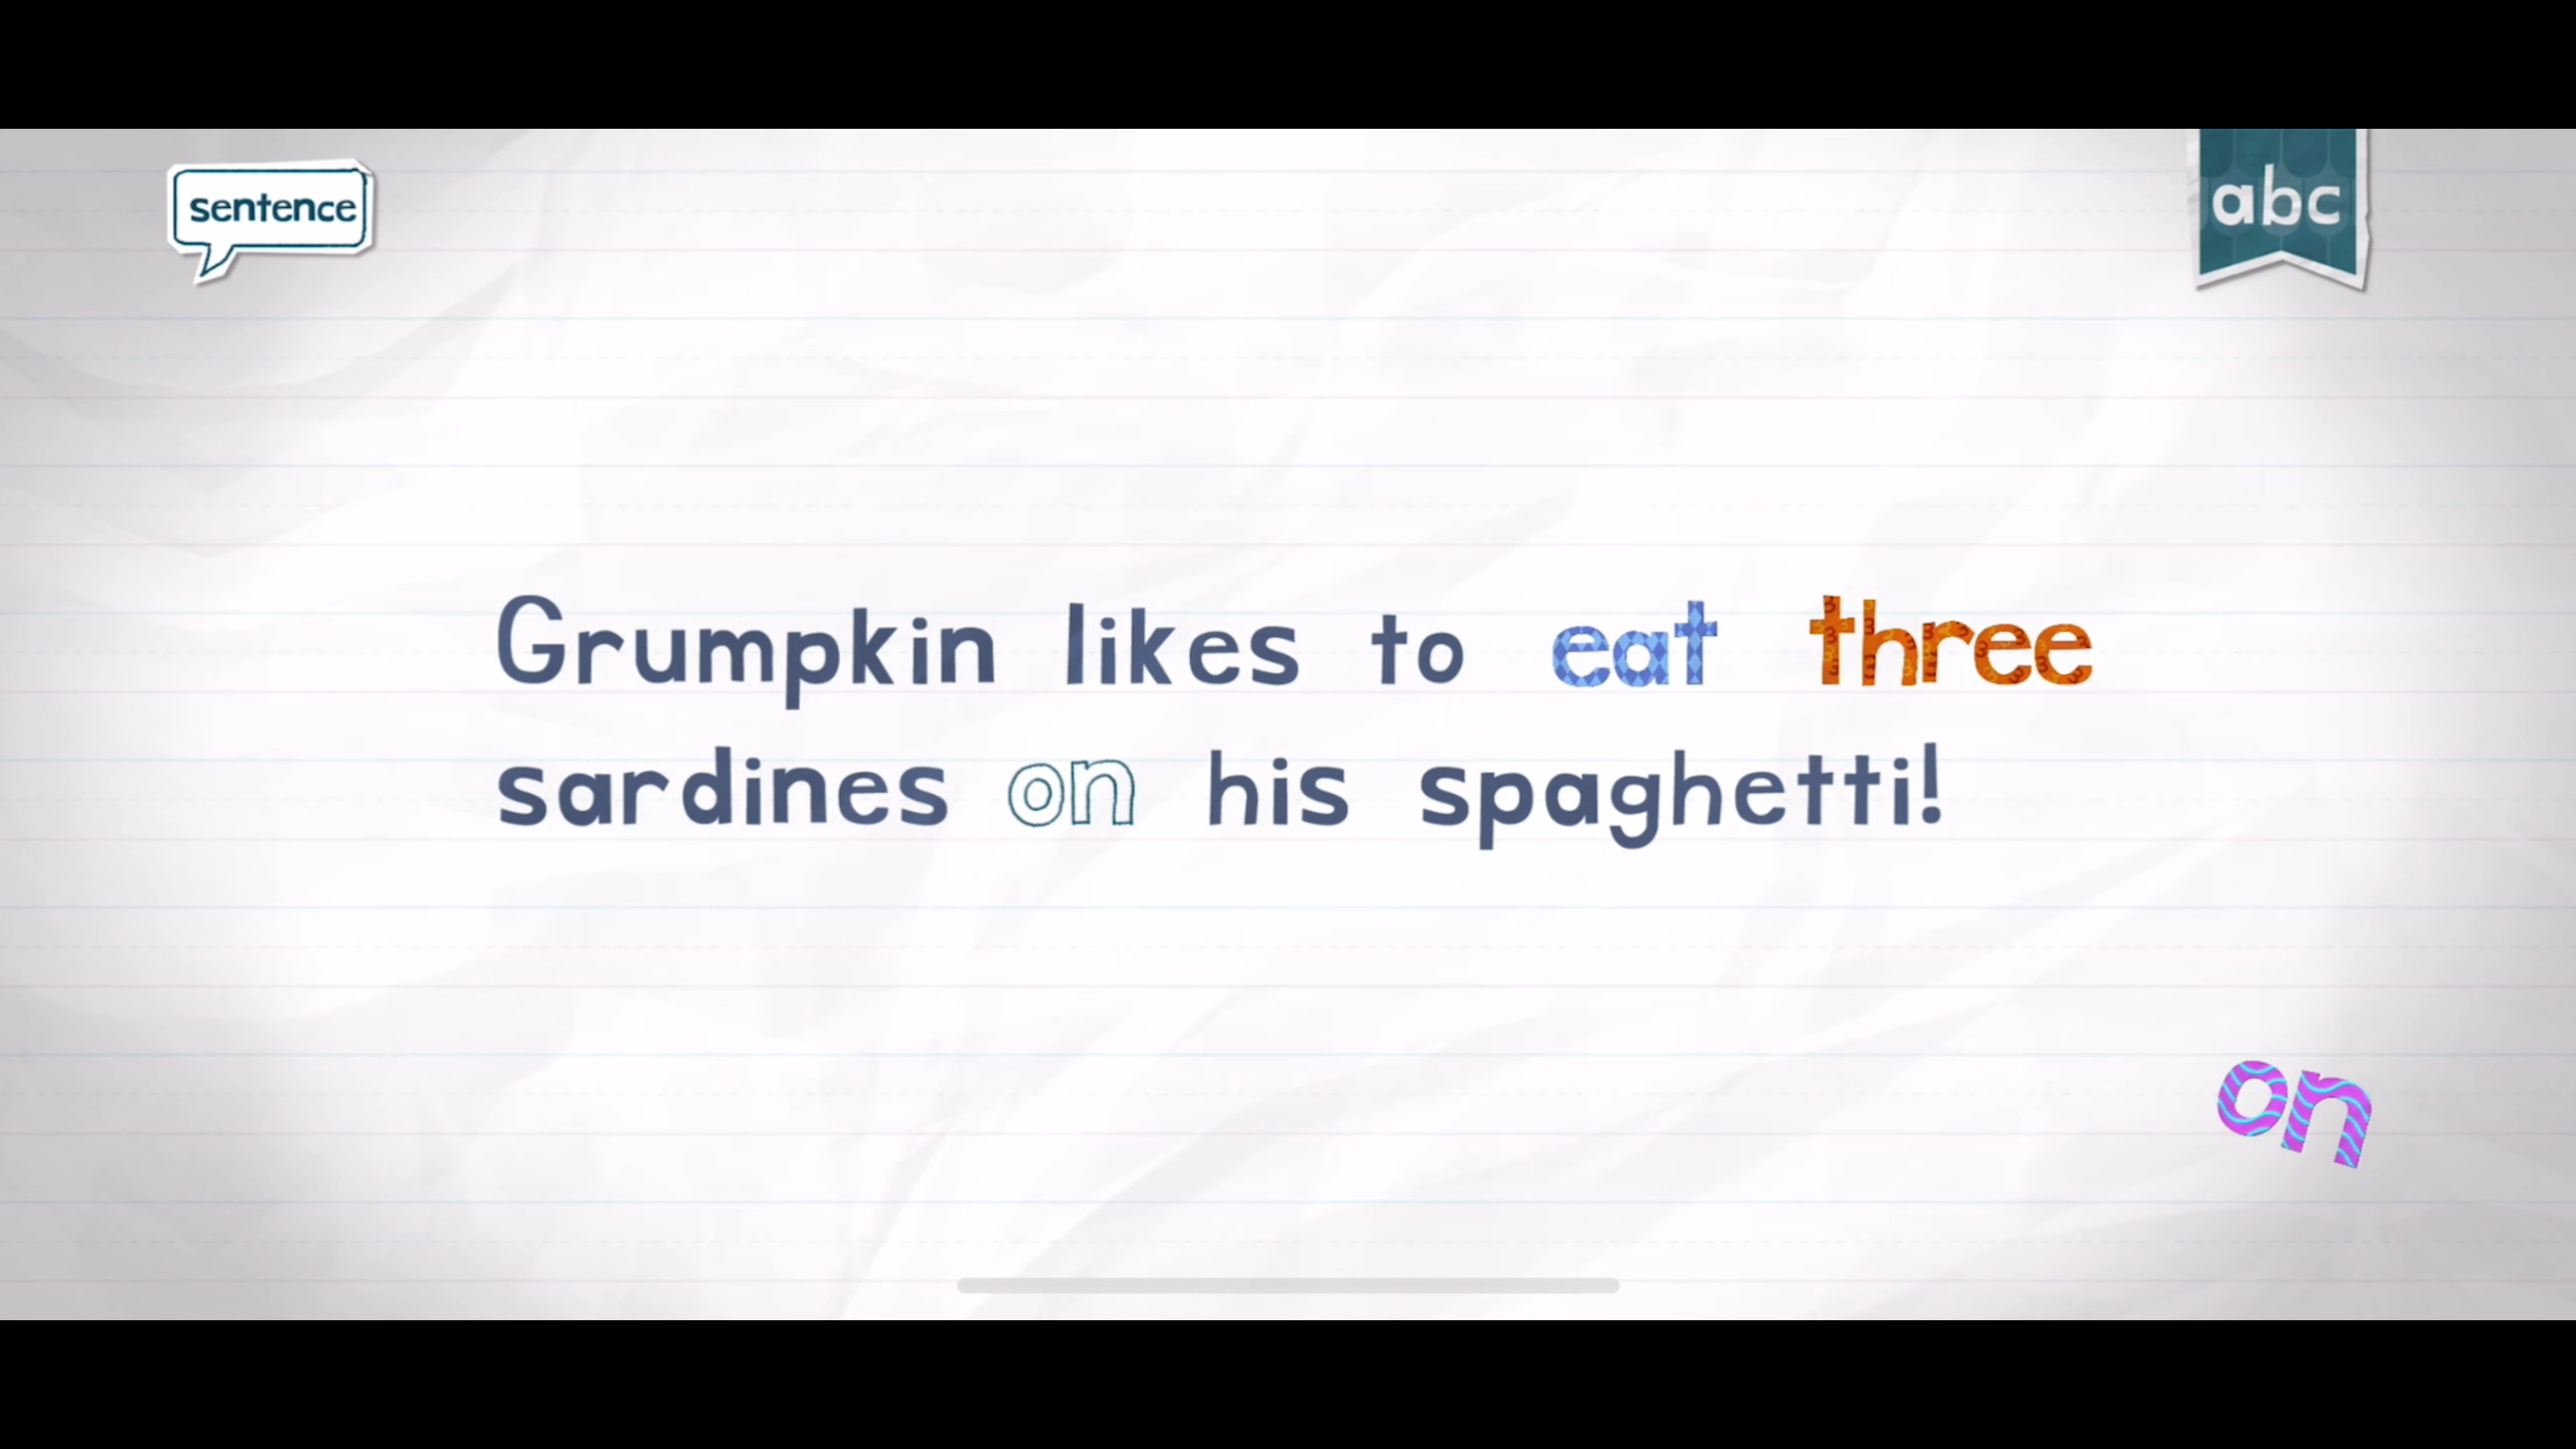 sentence
abc
Grumpkin likes to eat three
sardines on his spaghetti!
on